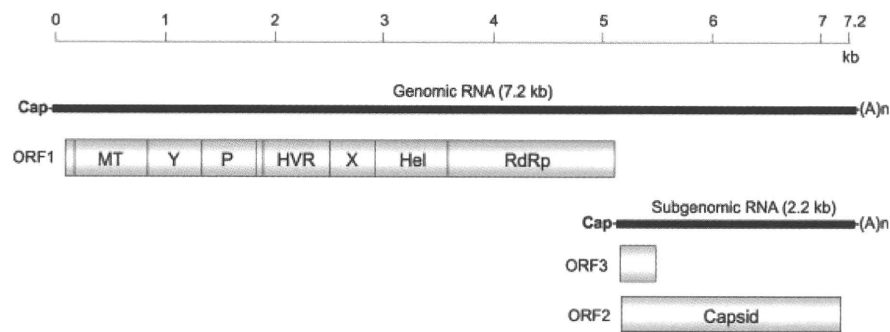 0 1 2 3 4 5 6 7 7.2
kb
Genomic RNA (7.2 kb)
Cap (A)n
ORF1 MT Y P HVR X Hel RdRp
Subgenomic RNA (2.2 kb)
Cap (A)n
ORF3
ORF2 Capsid